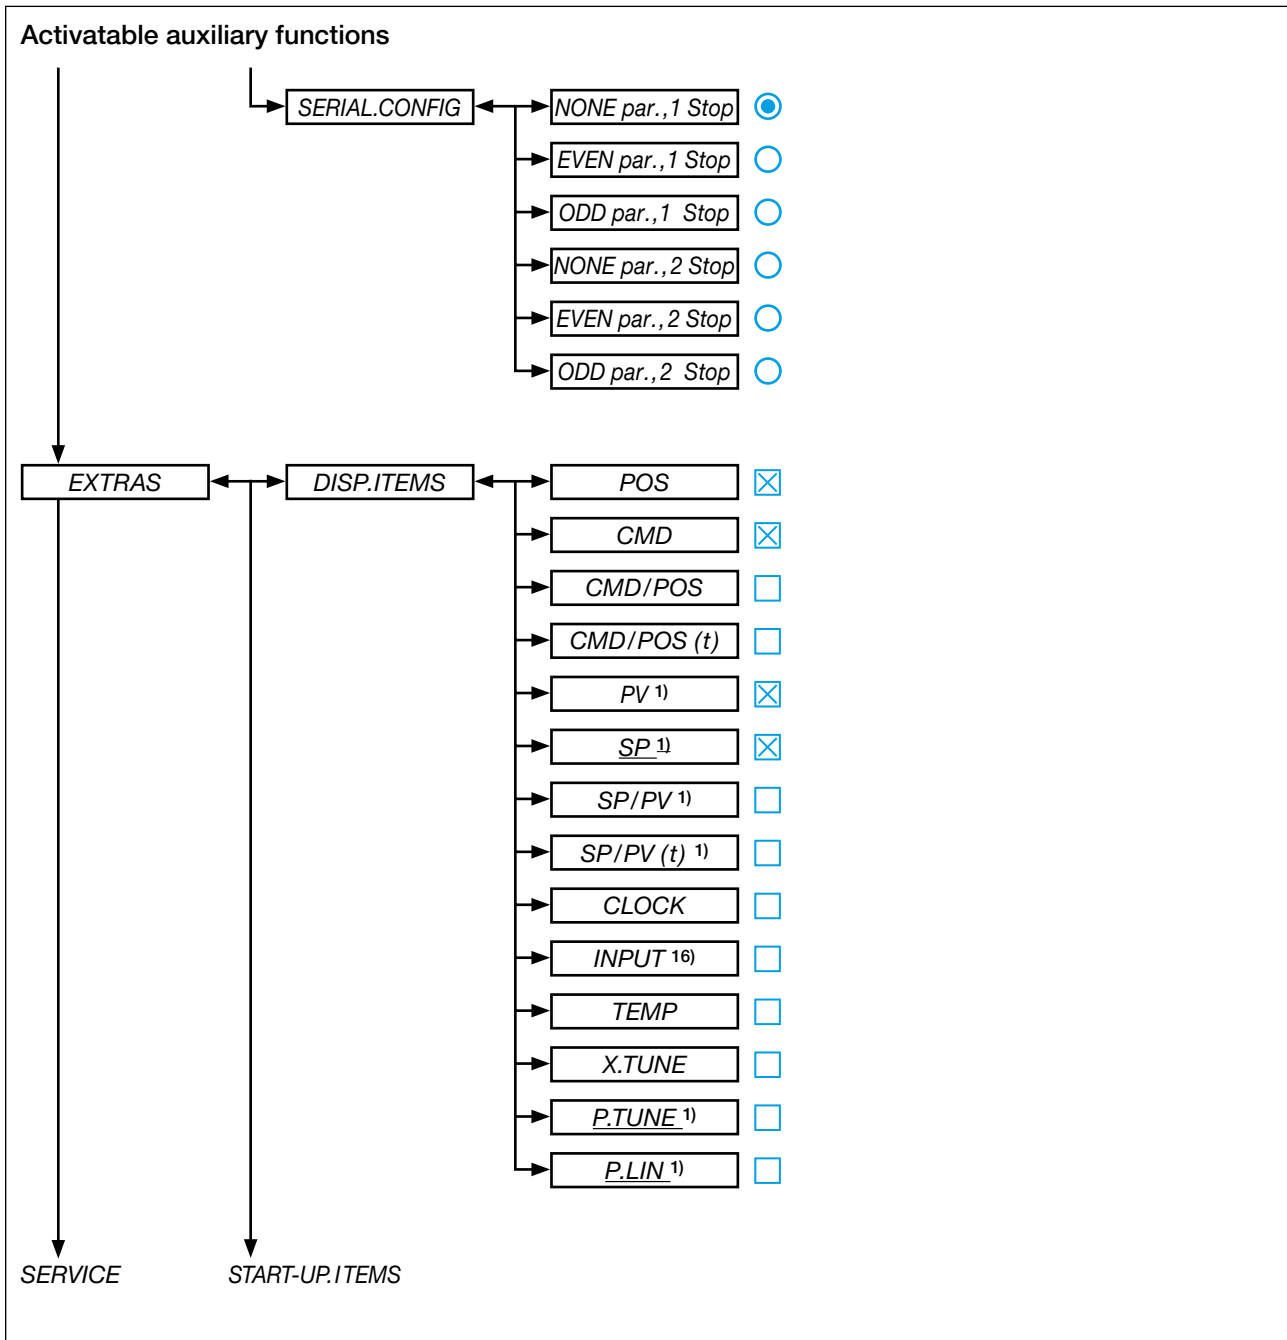 Activatable auxiliary functions
SERIAL.CONFIG
NONE par.,1 Stop
EVEN par.,1 Stop
ODD par.,1 Stop
NONE par.,2 Stop
EVEN par.,2 Stop
ODD par.,2 Stop
EXTRAS
DISP.ITEMS
POS
CMD
CMD/POS
CMD/POS (t)
PV 1)
SP 1)
SP/PV 1)
SP/PV (t) 1)
CLOCK
INPUT 16)
TEMP
X.TUNE
P.TUNE 1)
P.LIN 1)
SERVICE
START-UP.ITEMS